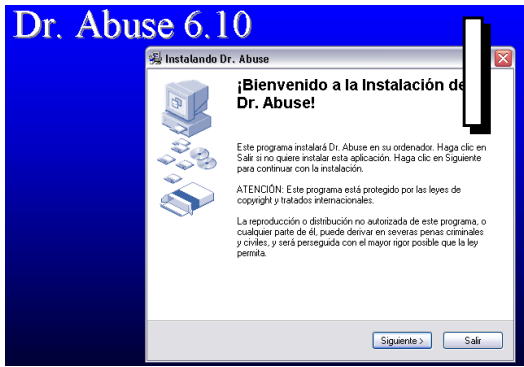 Dr. Abuse 6.10
Instalando Dr. Abuse
¡Bienvenido a la Instalación de
Dr. Abuse!
Este programa instalará Dr. Abuse en su ordenador. Haga clic en
Salir si no quiere instalar esta aplicación. Haga clic en Siguiente
para continuar con la instalación.
ATENCIÓN: Este programa está protegido por las leyes de
copyright y tratados internacionales.
La reproducción o distribución no autorizada de este programa, o
cualquier parte de él, puede derivar en severas penas criminales
y civiles, y será perseguida con el mayor rigor posible que la ley
permita.
Siguiente >
Salir